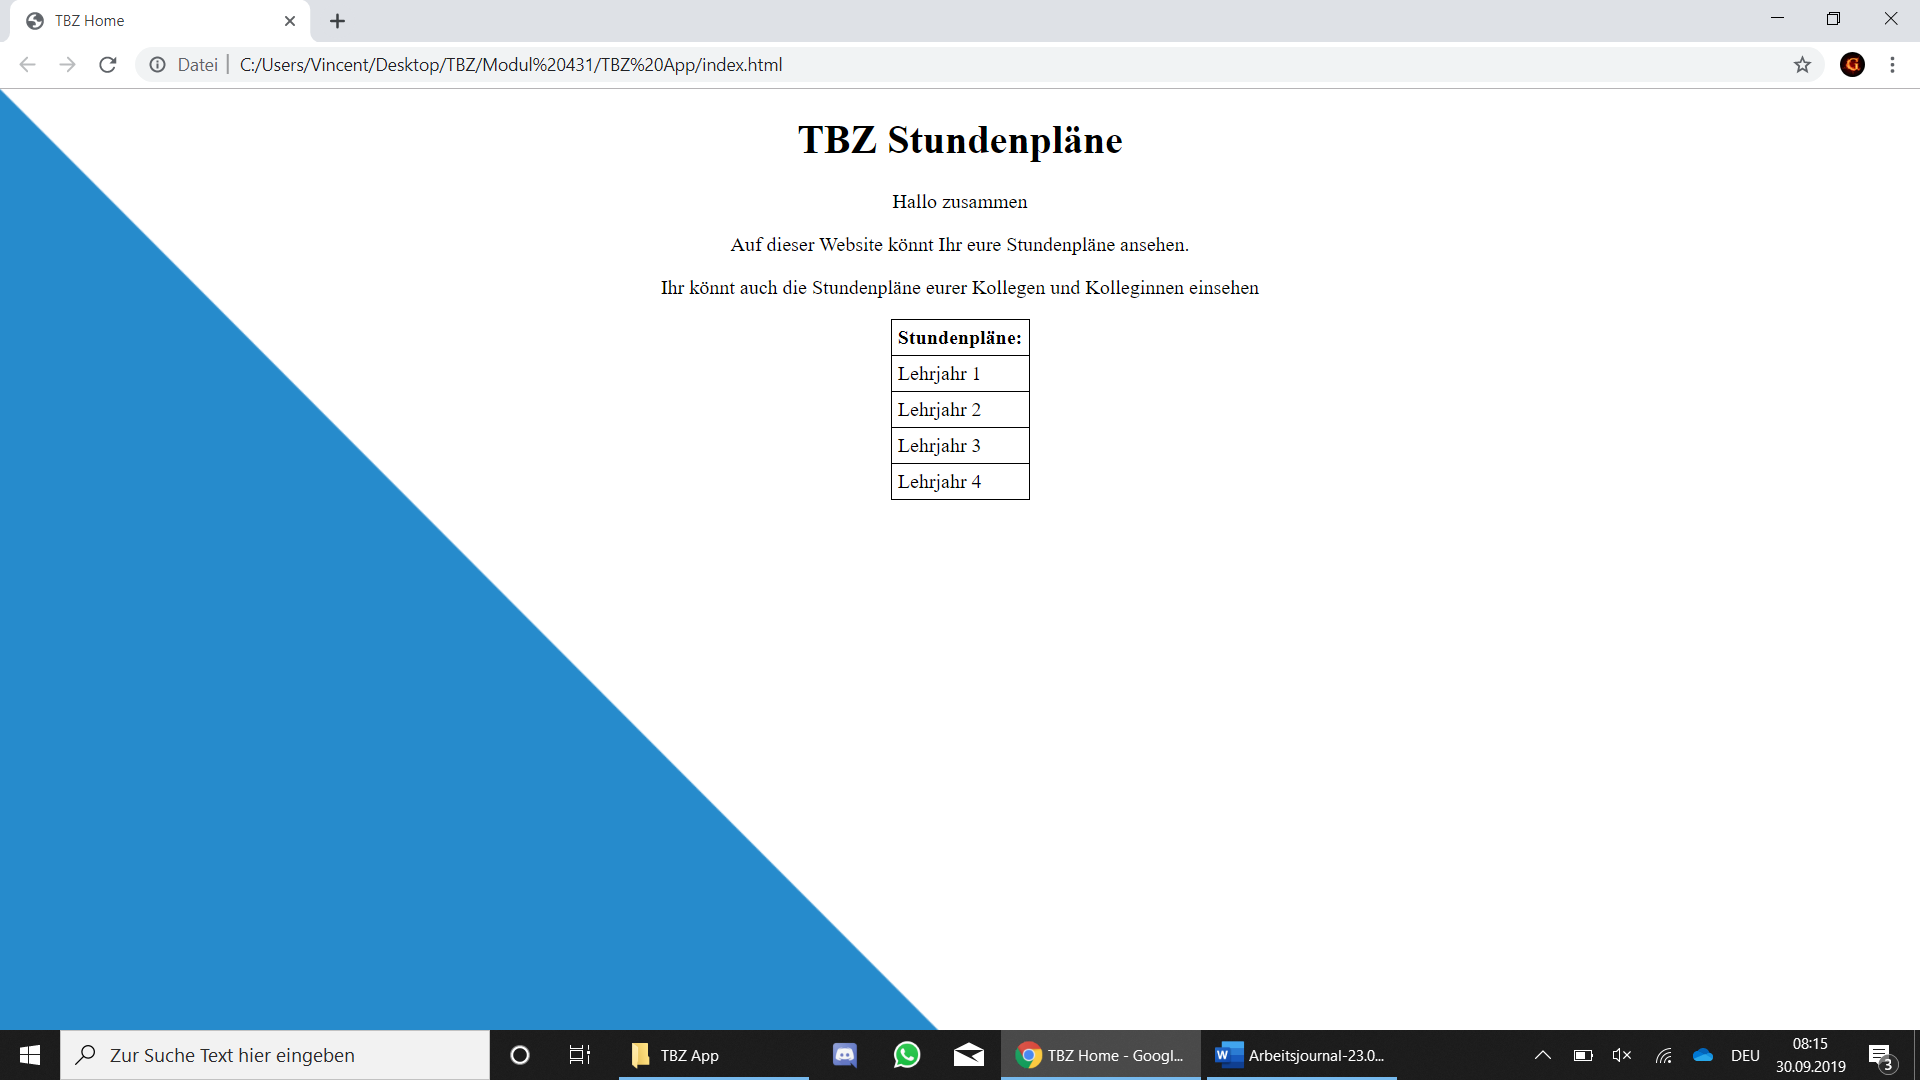 TBZ Home
Datei
C:/Users/Vincent/Desktop/TBZ/Modul%20431/TBZ%20App/index.html
G
TBZ Stundenpläne
Hallo zusammen
Auf dieser Website könnt Ihr eure Stundenpläne ansehen.
Ihr könnt auch die Stundenpläne eurer Kollegen und Kolleginnen einsehen
Stundenpläne:
Lehrjahr 1
Lehrjahr 2
Lehrjahr 3
Lehrjahr 4
Zur Suche Text hier eingeben
TBZ App
TBZ Home - Googl...
W
Arbeitsjournal-23.0...
DEU
08:15
30.09.2019
3